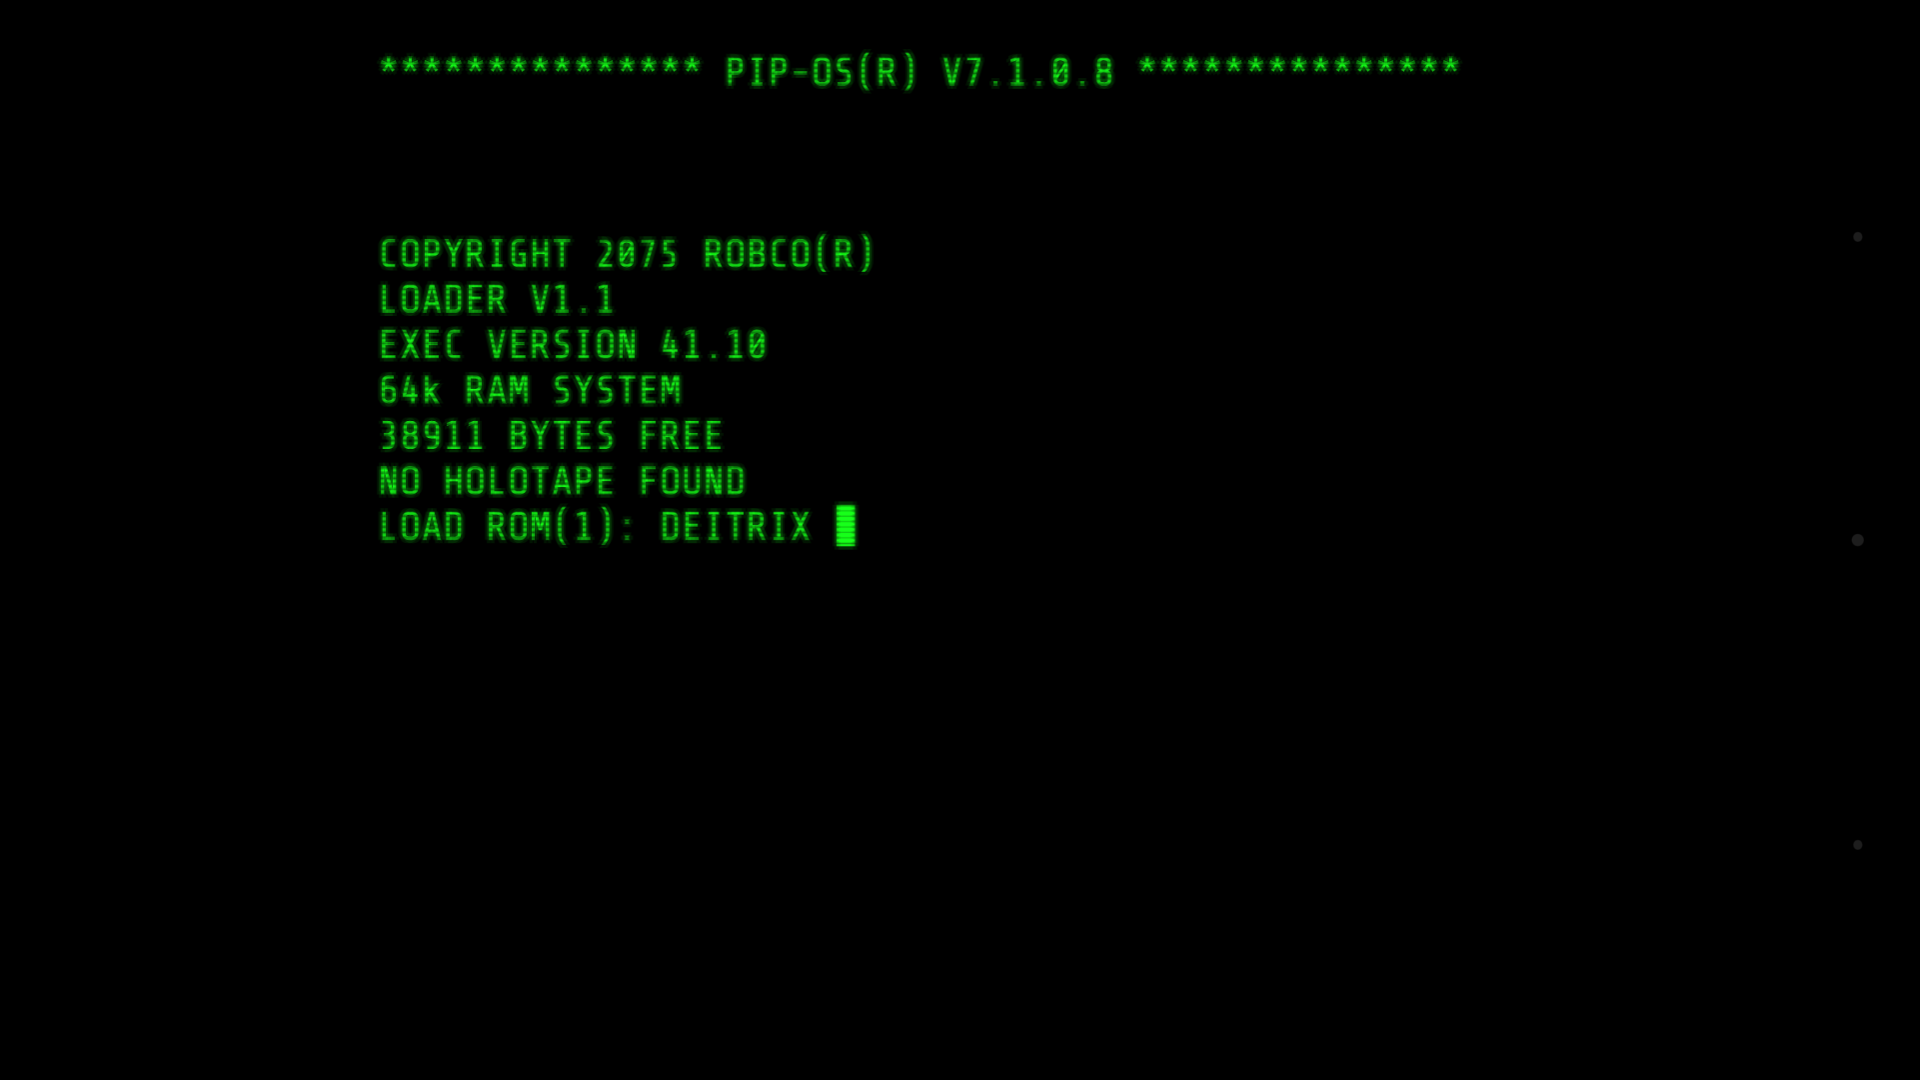 *************** PIP-OS(R) V7.1.0.8 ***************
COPYRIGHT 2075 ROBCO(R)
LOADER V1.1
EXEC VERSION 41.10
64k RAM SYSTEM
38911 BYTES FREE
NO HOLOTAPE FOUND
LOAD ROM(1): DEITRIX